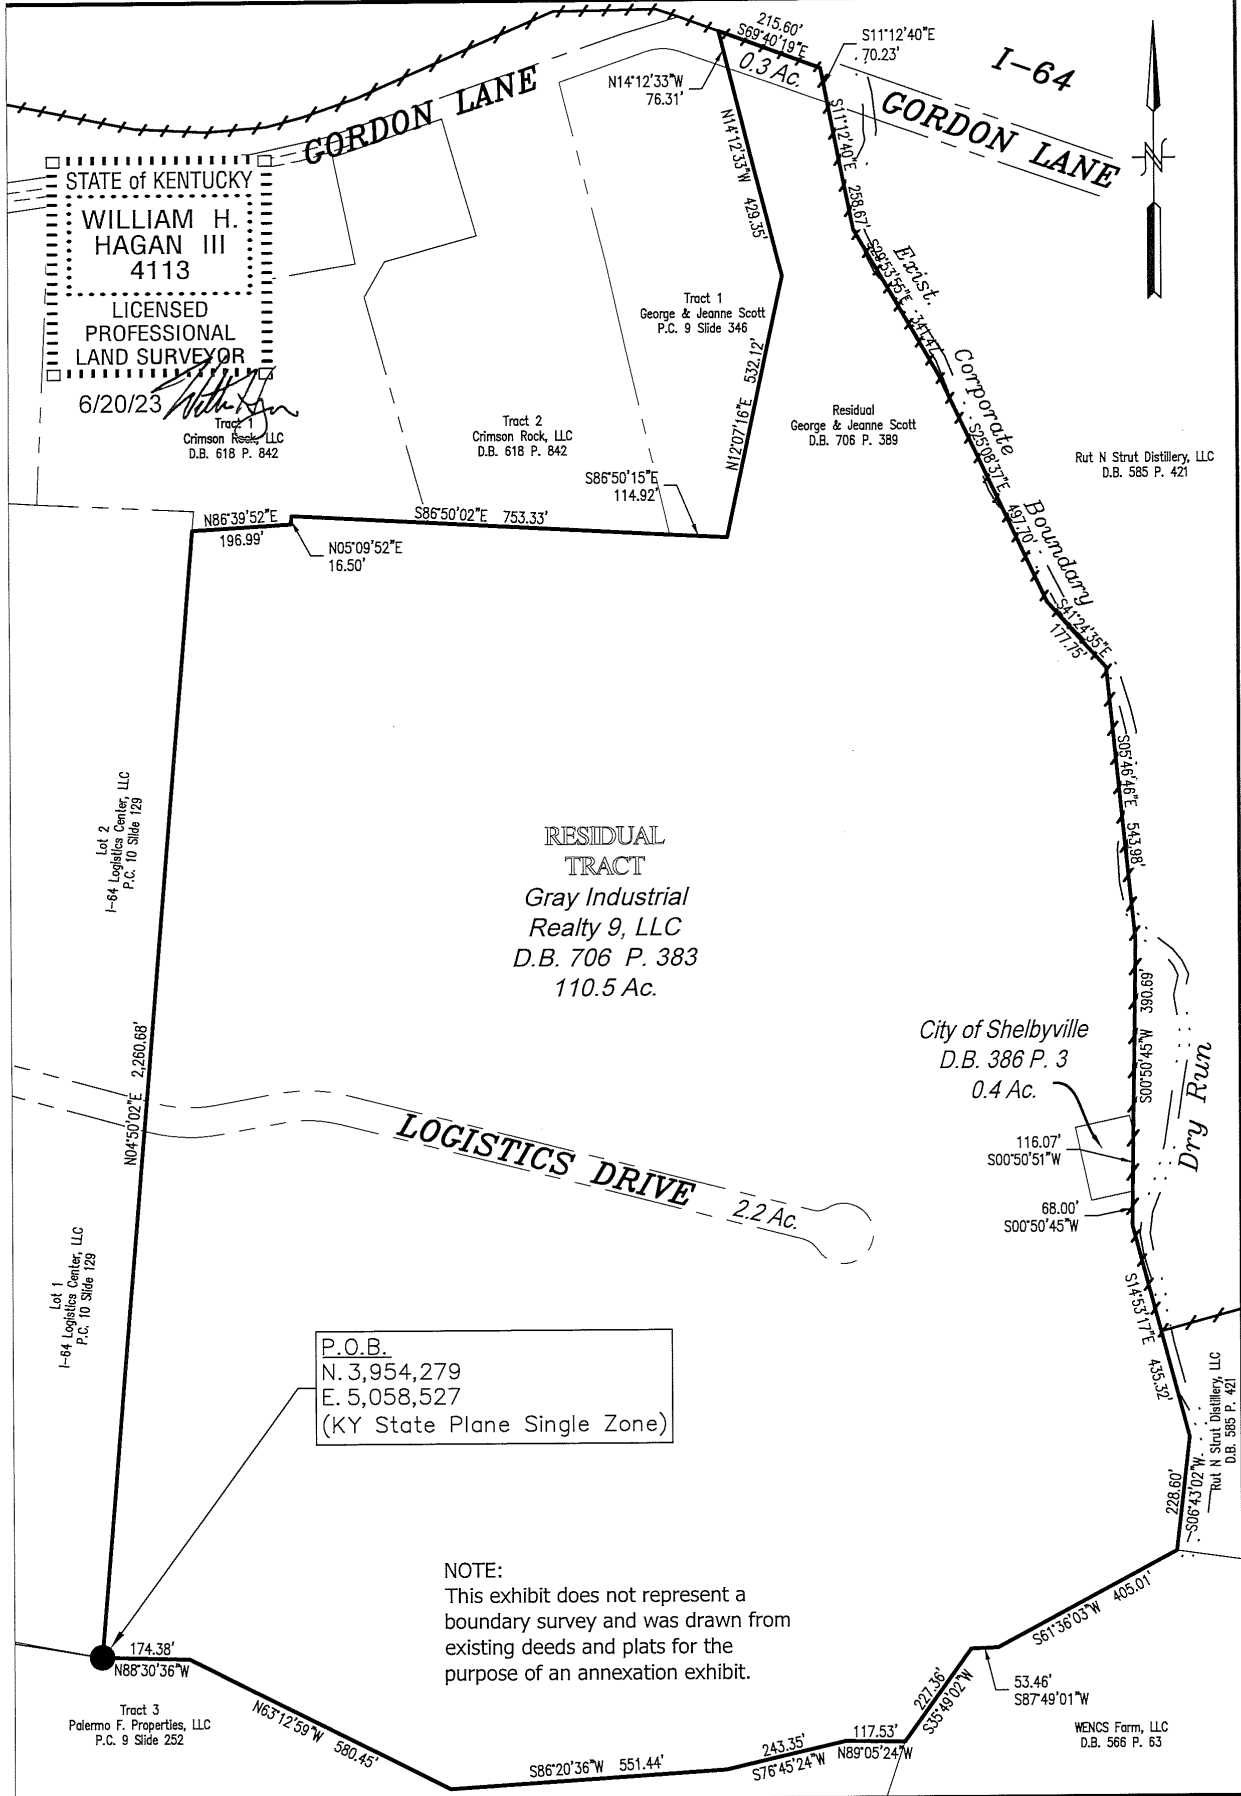 215.60'
S69°40'19"E
0.3 Ac.
S11°12'40"E
70.23'
I-64
N14°12'33"W
76.31'
GORDON LANE
GORDON LANE
N14°12'33"W 429.35'
S11°12'40"E 258.67'
S29°53'55"E 341.47'
STATE of KENTUCKY
WILLIAM H.
HAGAN III
4113
LICENSED
PROFESSIONAL
LAND SURVEYOR
6/20/23
Tract 1
Crimson Rock, LLC
D.B. 618 P. 842
Tract 2
Crimson Rock, LLC
D.B. 618 P. 842
Tract 1
George & Jeanne Scott
P.C. 9 Slide 346
N12°07'16"E 532.12'
Residual
George & Jeanne Scott
D.B. 706 P. 389
Exist. Corporate Boundary
S25°08'37"E 497.70'
Rut N Strut Distillery, LLC
D.B. 585 P. 421
S86°50'15"E
114.92'
N86°39'52"E
196.99'
N05°09'52"E
16.50'
S86°50'02"E 753.33'
S41°24'35"E
177.75'
S05°46'46"E 543.98'
Lot 2
I-64 Logistics Center, LLC
P.C. 10 Slide 129
RESIDUAL
TRACT
Gray Industrial
Realty 9, LLC
D.B. 706 P. 383
110.5 Ac.
N04°50'02"E 2,260.68'
City of Shelbyville
D.B. 386 P. 3
0.4 Ac.
S00°50'45"W 390.69'
Dry Run
116.07'
S00°50'51"W
68.00'
S00°50'45"W
LOGISTICS DRIVE
2.2 Ac.
S14°53'17"E 435.32'
Lot 1
I-64 Logistics Center, LLC
P.C. 10 Slide 129
P.O.B.
N. 3,954,279
E. 5,058,527
(KY State Plane Single Zone)
Rut N Strut Distillery, LLC
D.B. 585 P. 421
228.60'
S06°43'02"W
NOTE:
This exhibit does not represent a
boundary survey and was drawn from
existing deeds and plats for the
purpose of an annexation exhibit.
S61°36'03"W 405.01'
53.46'
S87°49'01"W
227.36'
S35°49'02"W
174.38'
N88°30'36"W
Tract 3
Palermo F. Properties, LLC
P.C. 9 Slide 252
N63°12'59"W 580.45'
S86°20'36"W 551.44'
243.35'
S76°45'24"W
117.53'
N89°05'24"W
WENCS Farm, LLC
D.B. 566 P. 63
N